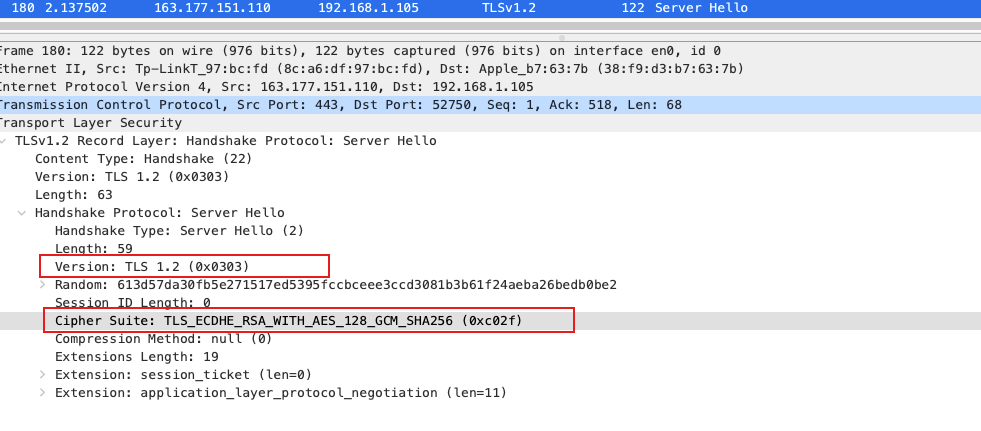 180 2.137502 163.177.151.110 192.168.1.105 TLSv1.2 122 Server Hello
Frame 180: 122 bytes on wire (976 bits), 122 bytes captured (976 bits) on interface en0, id 0
Ethernet II, Src: Tp-LinkT_97:bc:fd (8c:a6:df:97:bc:fd), Dst: Apple_b7:63:7b (38:f9:d3:b7:63:7b)
Internet Protocol Version 4, Src: 163.177.151.110, Dst: 192.168.1.105
Transmission Control Protocol, Src Port: 443, Dst Port: 52750, Seq: 1, Ack: 518, Len: 68
Transport Layer Security
TLSv1.2 Record Layer: Handshake Protocol: Server Hello
Content Type: Handshake (22)
Version: TLS 1.2 (0x0303)
Length: 63
Handshake Protocol: Server Hello
Handshake Type: Server Hello (2)
Length: 59
Version: TLS 1.2 (0x0303)
Random: 613d57da30fb5e271517ed5395fccbceee3ccd3081b3b61f24aeba26bedb0be2
Session ID Length: 0
Cipher Suite: TLS_ECDHE_RSA_WITH_AES_128_GCM_SHA256 (0xc02f)
Compression Method: null (0)
Extensions Length: 19
Extension: session_ticket (len=0)
Extension: application_layer_protocol_negotiation (len=11)